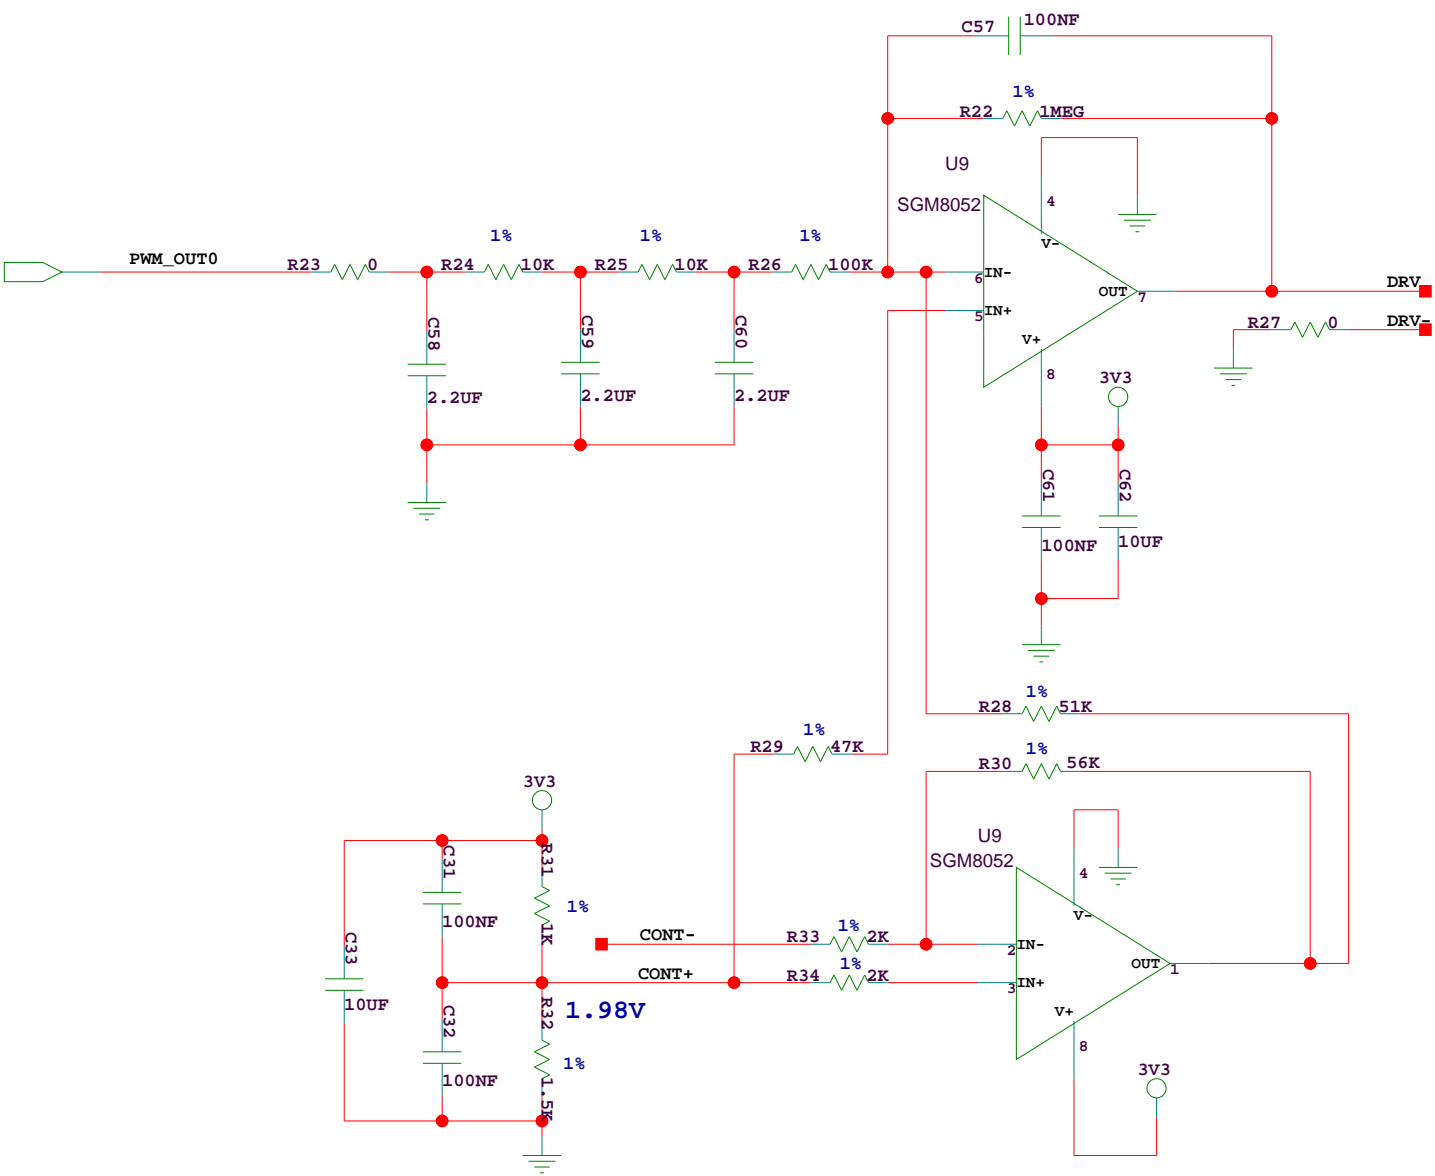 C57 100NF
1%
R22 1MEG
U9
SGM8052
4
V-
1% 1% 1%
PWM_OUT0
R23 0 R24 10K R25 10K R26 100K
6 IN-
5 IN+
OUT 7
V+
8
DRV
R27 0 DRV-
C58
2.2UF
C59
2.2UF
C60
2.2UF
3V3
C61
100NF
C62
10UF
1%
R28 51K
1%
R29 47K
1%
R30 56K
3V3
C31
100NF
R31
1%
1K
C33
10UF
C32
100NF
R32
1%
1.5K
1.98V
U9
SGM8052
4
V-
CONT-
R33 1% 2K
2 IN-
CONT+
R34 1% 2K
3 IN+
OUT 1
V+
8
3V3